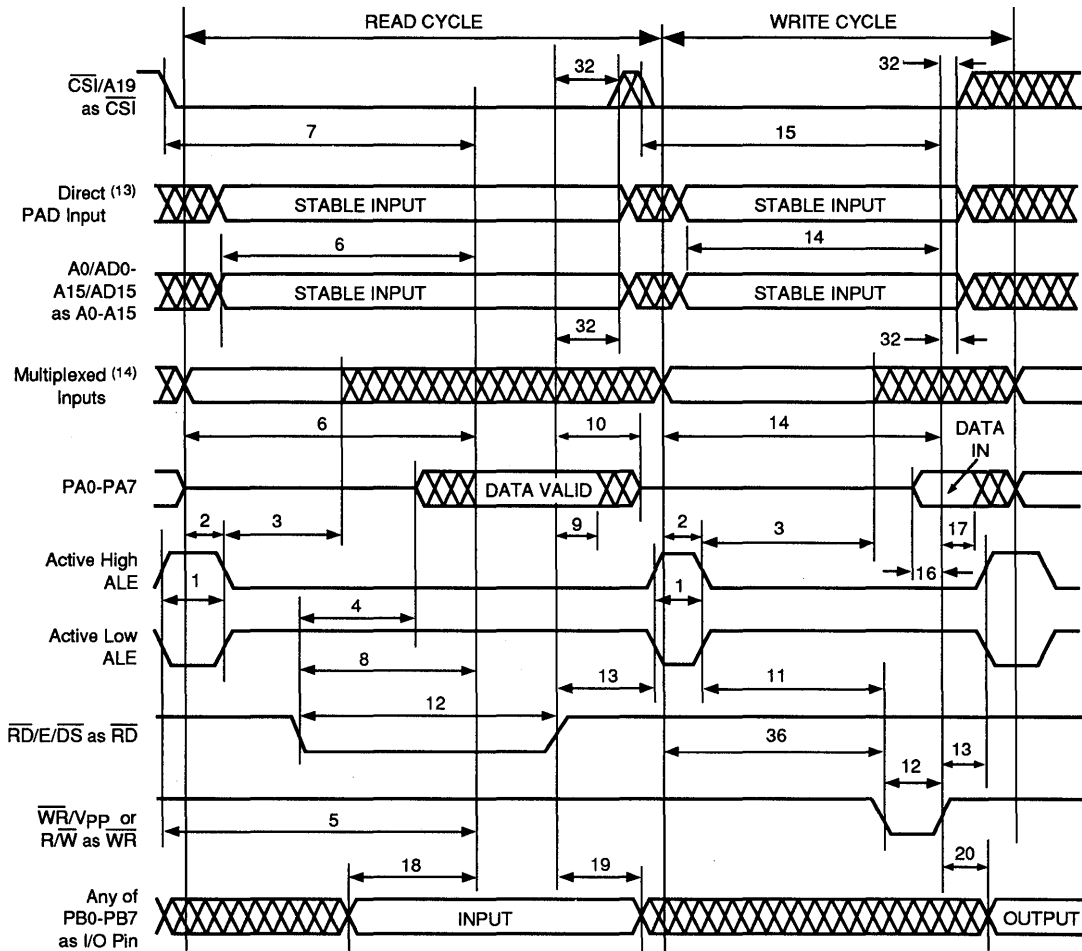 READ CYCLE
WRITE CYCLE
32
32
CSI/A19
as CSI
7
15
Direct (13)
PAD Input
STABLE INPUT
STABLE INPUT
6
14
A0/AD0-
A15/AD15
as A0-A15
STABLE INPUT
STABLE INPUT
32
32
Multiplexed (14)
Inputs
6
10
14
DATA
IN
PA0-PA7
DATA VALID
2
3
9
2
3
17
Active High
ALE
1
1
16
4
Active Low
ALE
8
13
11
12
RD/E/DS as RD
36
12
13
WR/VPP or
R/W as WR
5
18
19
20
Any of
PB0-PB7
as I/O Pin
INPUT
OUTPUT